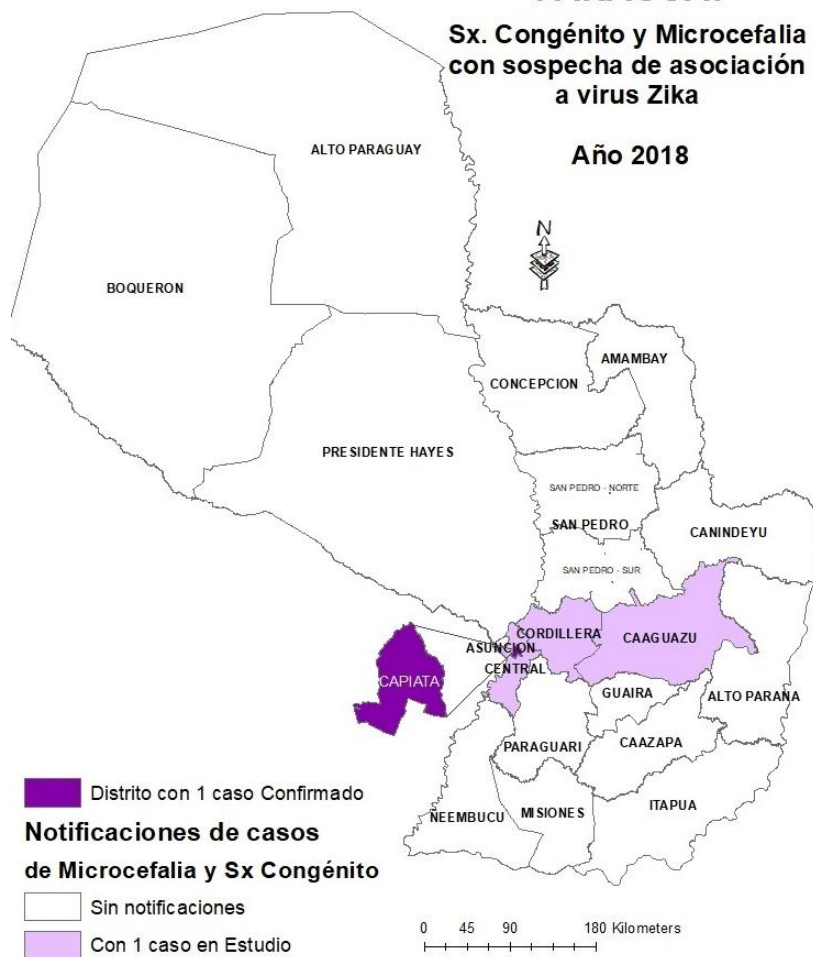 Sx. Congénito y Microcefalia
con sospecha de asociación
a virus Zika
Año 2018
N
ALTO PARAGUAY
BOQUERON
AMAMBAY
CONCEPCION
PRESIDENTE HAYES
SAN PEDRO - NORTE
SAN PEDRO
CANINDEYU
SAN PEDRO - SUR
CORDILLERA
CAAGUAZU
ASUNCION
CENTRAL
CAPIATA
GUAIRA
ALTO PARANA
PARAGUARI
CAAZAPA
ÑEEMBUCU
MISIONES
ITAPUA
Distrito con 1 caso Confirmado
Notificaciones de casos
de Microcefalia y Sx Congénito
Sin notificaciones
Con 1 caso en Estudio
0 45 90 180 Kilometers